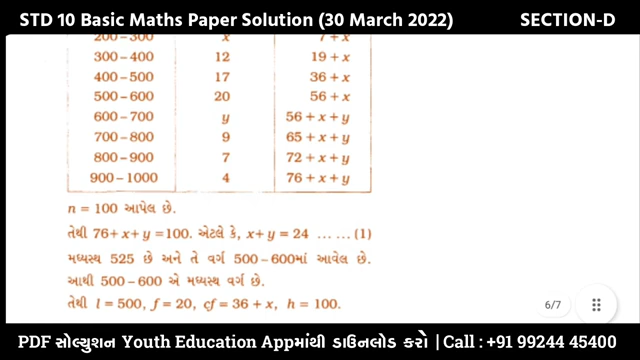 STD 10 Basic Maths Paper Solution (30 March 2022) SECTION-D
200–300 x 7 + x
300–400 12 19 + x
400–500 17 36 + x
500–600 20 56 + x
600–700 y 56 + x + y
700–800 9 65 + x + y
800–900 7 72 + x + y
900–1000 4 76 + x + y
n = 100 આપેલ છે.
તેથી 76+ x + y =100. એટલે કે, x + y = 24 ... ... (1)
મધ્યસ્થ 525 છે અને તે વર્ગ 500–600માં આવેલ છે.
આથી 500–600 એ મધ્યસ્થ વર્ગ છે.
તેથી l = 500, f = 20, cf = 36 + x, h = 100.
6/7
PDF સોલ્યુશન Youth Education Appમાંથી ડાઉનલોડ કરો | Call : +91 99244 45400